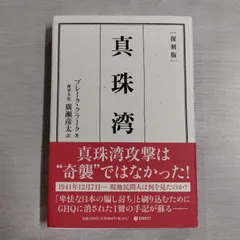 ［復刻版］
真珠湾
ブレーク・クラーク 著
廣瀬彦太 訳
真珠湾攻撃は
“奇襲”ではなかった！
1941年12月7日―現地民間人は何を見たのか？
「卑怯な日本の騙し討ち」と刷り込むために
GHQに消された1冊の手記が蘇る――
DIRECT